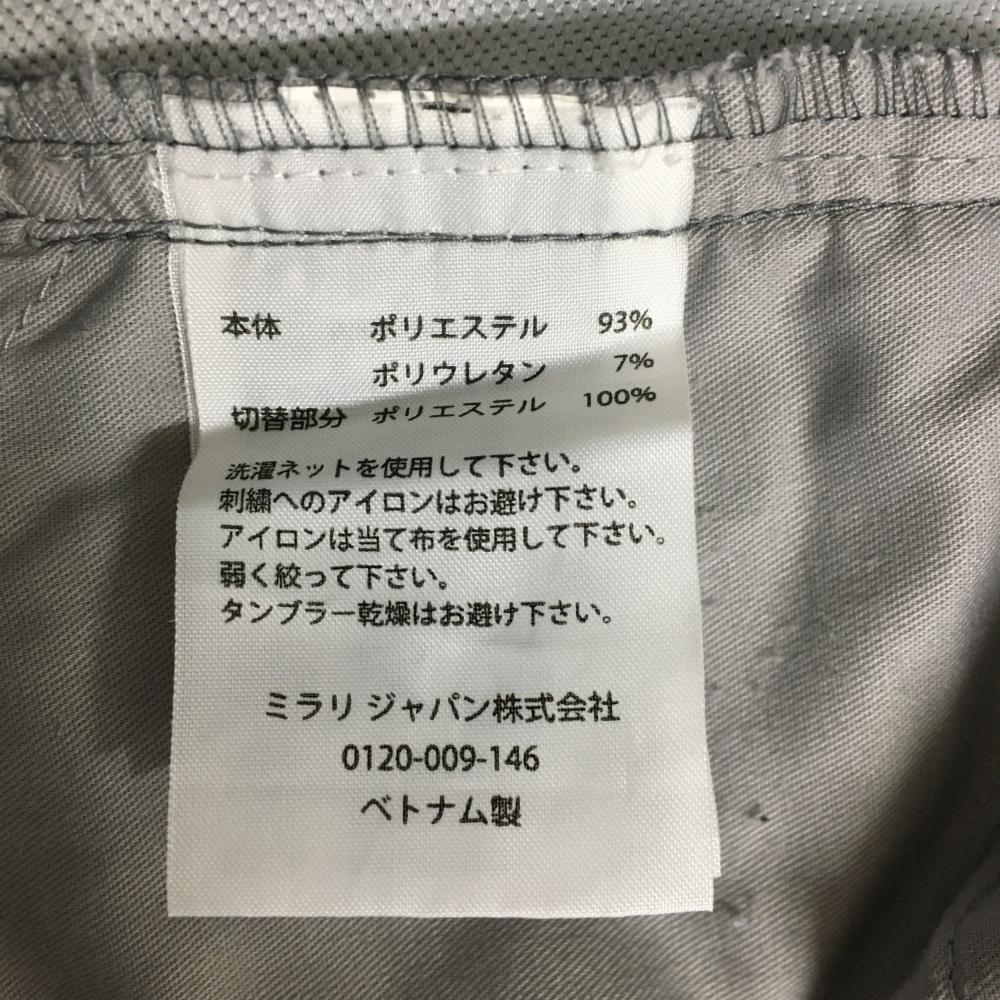 本体 ポリエステル 93%
ポリウレタン 7%
切替部分 ポリエステル 100%
洗濯ネットを使用して下さい。
刺繍へのアイロンはお避け下さい。
アイロンは当て布を使用して下さい。
弱く絞って下さい。
タンブラー乾燥はお避け下さい。
ミラリ ジャパン株式会社
0120-009-146
ベトナム製